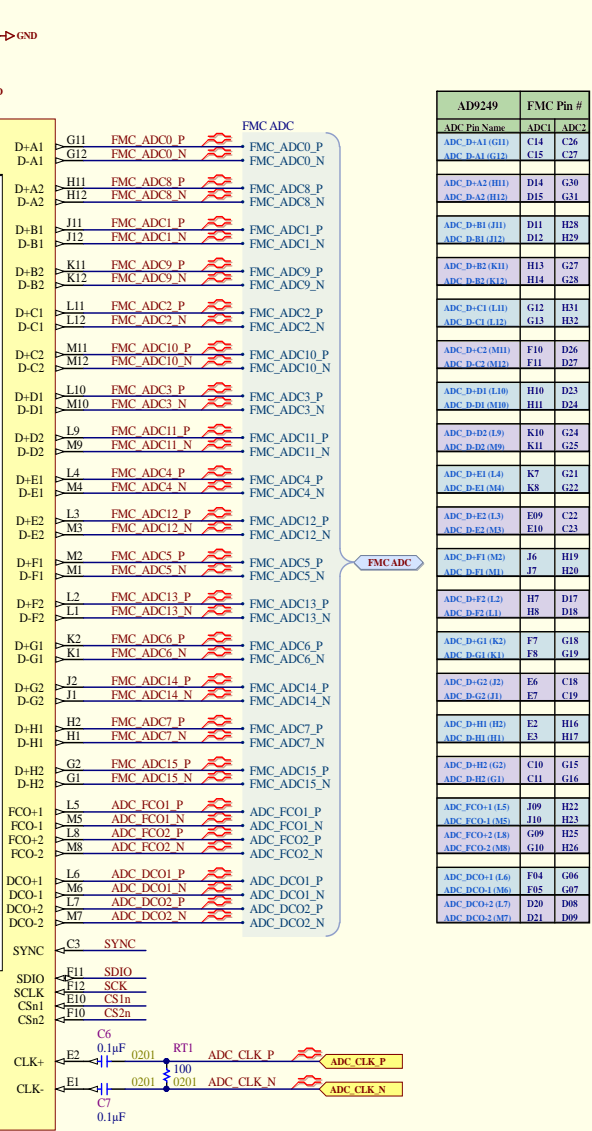 GND
FMC ADC
D+A1 G11 FMC_ADC0_P FMC_ADC0_P
D-A1 G12 FMC_ADC0_N FMC_ADC0_N
D+A2 H11 FMC_ADC8_P FMC_ADC8_P
D-A2 H12 FMC_ADC8_N FMC_ADC8_N
D+B1 J11 FMC_ADC1_P FMC_ADC1_P
D-B1 J12 FMC_ADC1_N FMC_ADC1_N
D+B2 K11 FMC_ADC9_P FMC_ADC9_P
D-B2 K12 FMC_ADC9_N FMC_ADC9_N
D+C1 L11 FMC_ADC2_P FMC_ADC2_P
D-C1 L12 FMC_ADC2_N FMC_ADC2_N
D+C2 M11 FMC_ADC10_P FMC_ADC10_P
D-C2 M12 FMC_ADC10_N FMC_ADC10_N
D+D1 L10 FMC_ADC3_P FMC_ADC3_P
D-D1 M10 FMC_ADC3_N FMC_ADC3_N
D+D2 L9 FMC_ADC11_P FMC_ADC11_P
D-D2 M9 FMC_ADC11_N FMC_ADC11_N
D+E1 L4 FMC_ADC4_P FMC_ADC4_P
D-E1 M4 FMC_ADC4_N FMC_ADC4_N
D+E2 L3 FMC_ADC12_P FMC_ADC12_P
D-E2 M3 FMC_ADC12_N FMC_ADC12_N
D+F1 M2 FMC_ADC5_P FMC_ADC5_P
D-F1 M1 FMC_ADC5_N FMC_ADC5_N
FMC ADC
D+F2 L2 FMC_ADC13_P FMC_ADC13_P
D-F2 L1 FMC_ADC13_N FMC_ADC13_N
D+G1 K2 FMC_ADC6_P FMC_ADC6_P
D-G1 K1 FMC_ADC6_N FMC_ADC6_N
D+G2 J2 FMC_ADC14_P FMC_ADC14_P
D-G2 J1 FMC_ADC14_N FMC_ADC14_N
D+H1 H2 FMC_ADC7_P FMC_ADC7_P
D-H1 H1 FMC_ADC7_N FMC_ADC7_N
D+H2 G2 FMC_ADC15_P FMC_ADC15_P
D-H2 G1 FMC_ADC15_N FMC_ADC15_N
FCO+1 L5 ADC_FCO1_P ADC_FCO1_P
FCO-1 M5 ADC_FCO1_N ADC_FCO1_N
FCO+2 L8 ADC_FCO2_P ADC_FCO2_P
FCO-2 M8 ADC_FCO2_N ADC_FCO2_N
DCO+1 L6 ADC_DCO1_P ADC_DCO1_P
DCO-1 M6 ADC_DCO1_N ADC_DCO1_N
DCO+2 L7 ADC_DCO2_P ADC_DCO2_P
DCO-2 M7 ADC_DCO2_N ADC_DCO2_N
SYNC C3 SYNC
SDIO F11 SDIO
SCLK F12 SCK
CSn1 E10 CS1n
CSn2 F10 CS2n
C6
0.1µF RT1
CLK+ E2 0201 ADC_CLK_P ADC_CLK_P
100
CLK- E1 0201 0201 ADC_CLK_N ADC_CLK_N
C7
0.1µF
AD9249 FMC Pin #
ADC Pin Name ADC1 ADC2
ADC_D+A1 (G11) C14 C26
ADC_D-A1 (G12) C15 C27
ADC_D+A2 (H11) D14 G30
ADC_D-A2 (H12) D15 G31
ADC_D+B1 (J11) D11 H28
ADC_D-B1 (J12) D12 H29
ADC_D+B2 (K11) H13 G27
ADC_D-B2 (K12) H14 G28
ADC_D+C1 (L11) G12 H31
ADC_D-C1 (L12) G13 H32
ADC_D+C2 (M11) F10 D26
ADC_D-C2 (M12) F11 D27
ADC_D+D1 (L10) H10 D23
ADC_D-D1 (M10) H11 D24
ADC_D+D2 (L9) K10 G24
ADC_D-D2 (M9) K11 G25
ADC_D+E1 (L4) K7 G21
ADC_D-E1 (M4) K8 G22
ADC_D+E2 (L3) E09 C22
ADC_D-E2 (M3) E10 C23
ADC_D+F1 (M2) J6 H19
ADC_D-F1 (M1) J7 H20
ADC_D+F2 (L2) H7 D17
ADC_D-F2 (L1) H8 D18
ADC_D+G1 (K2) F7 G18
ADC_D-G1 (K1) F8 G19
ADC_D+G2 (J2) E6 C18
ADC_D-G2 (J1) E7 C19
ADC_D+H1 (H2) E2 H16
ADC_D-H1 (H1) E3 H17
ADC_D+H2 (G2) C10 G15
ADC_D-H2 (G1) C11 G16
ADC_FCO+1 (L5) J09 H22
ADC_FCO-1 (M5) J10 H23
ADC_FCO+2 (L8) G09 H25
ADC_FCO-2 (M8) G10 H26
ADC_DCO+1 (L6) F04 G06
ADC_DCO-1 (M6) F05 G07
ADC_DCO+2 (L7) D20 D08
ADC_DCO-2 (M7) D21 D09